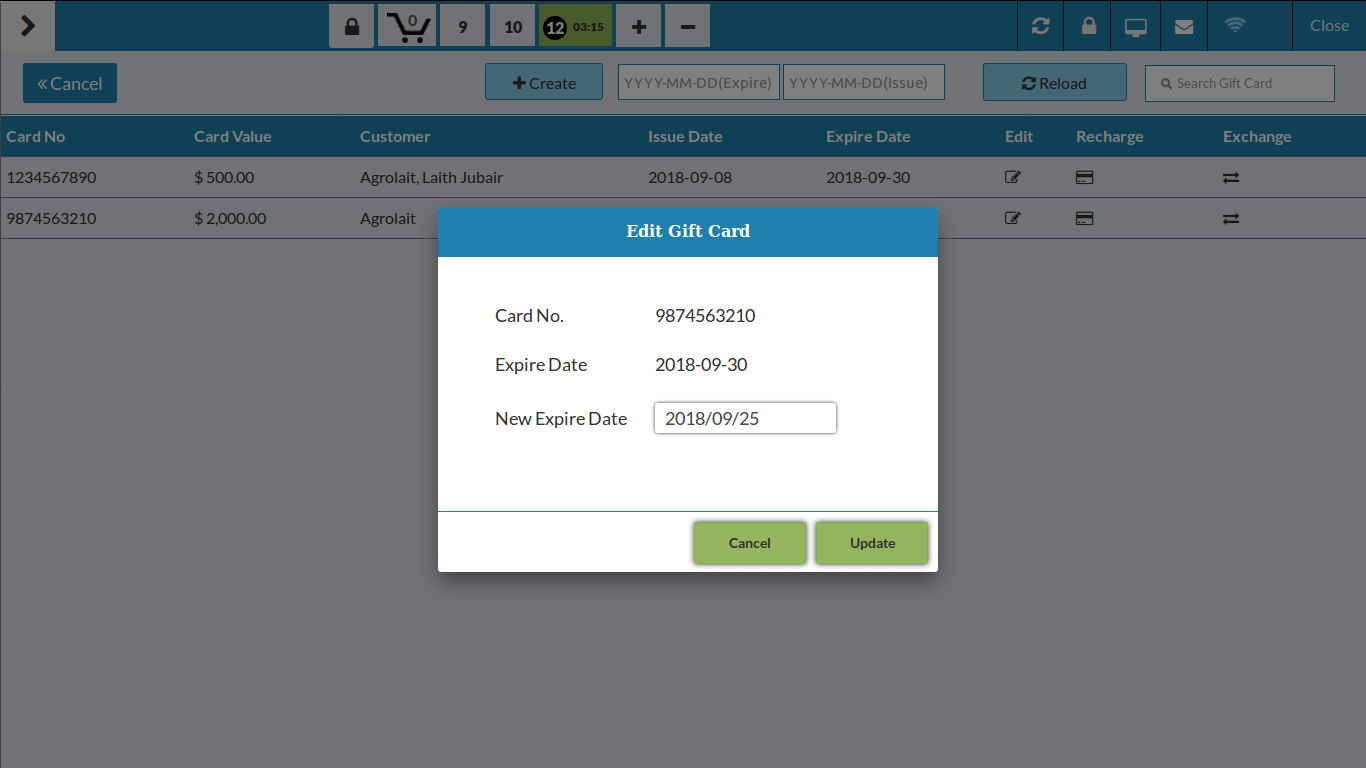 0 9 10 12 03:15 Close
Cancel Create YYYY-MM-DD(Expire) YYYY-MM-DD(Issue) Reload Search Gift Card
Card No Card Value Customer Issue Date Expire Date Edit Recharge Exchange
1234567890 $ 500.00 Agrolait, Laith Jubair 2018-09-08 2018-09-30
9874563210 $ 2,000.00 Agrolait
Edit Gift Card
Card No. 9874563210
Expire Date 2018-09-30
New Expire Date 2018/09/25
Cancel Update